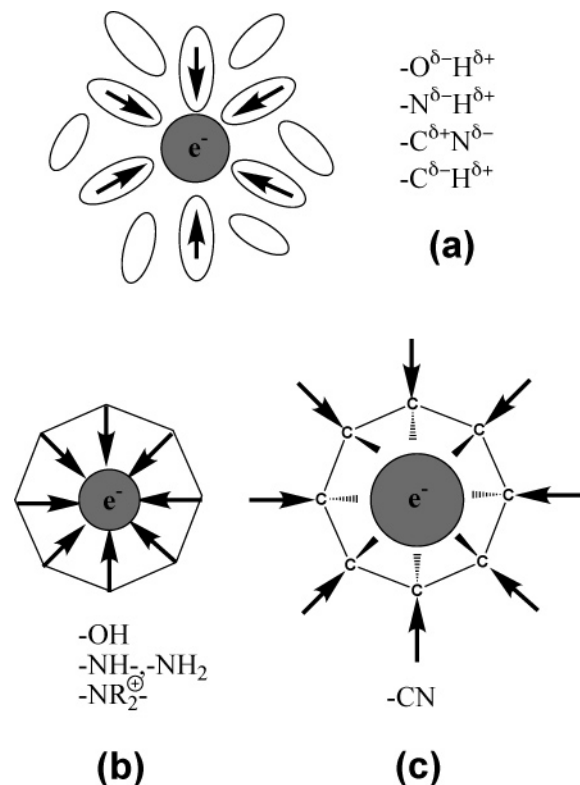 e⁻
-Oᵟ⁻Hᵟ⁺
-Nᵟ⁻Hᵟ⁺
-Cᵟ⁺Nᵟ⁻
-Cᵟ⁻Hᵟ⁺
(a)
e⁻
-OH
-NH-,-NH₂
-NR₂⊕-
(b)
C
C C
C e⁻ C
C C
C
-CN
(c)